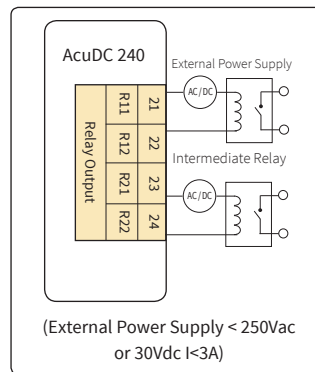 AcuDC 240
External Power Supply
Relay Output
R11 21
AC/DC
R12 22
Intermediate Relay
R21 23
AC/DC
R22 24
(External Power Supply < 250Vac
or 30Vdc I<3A)